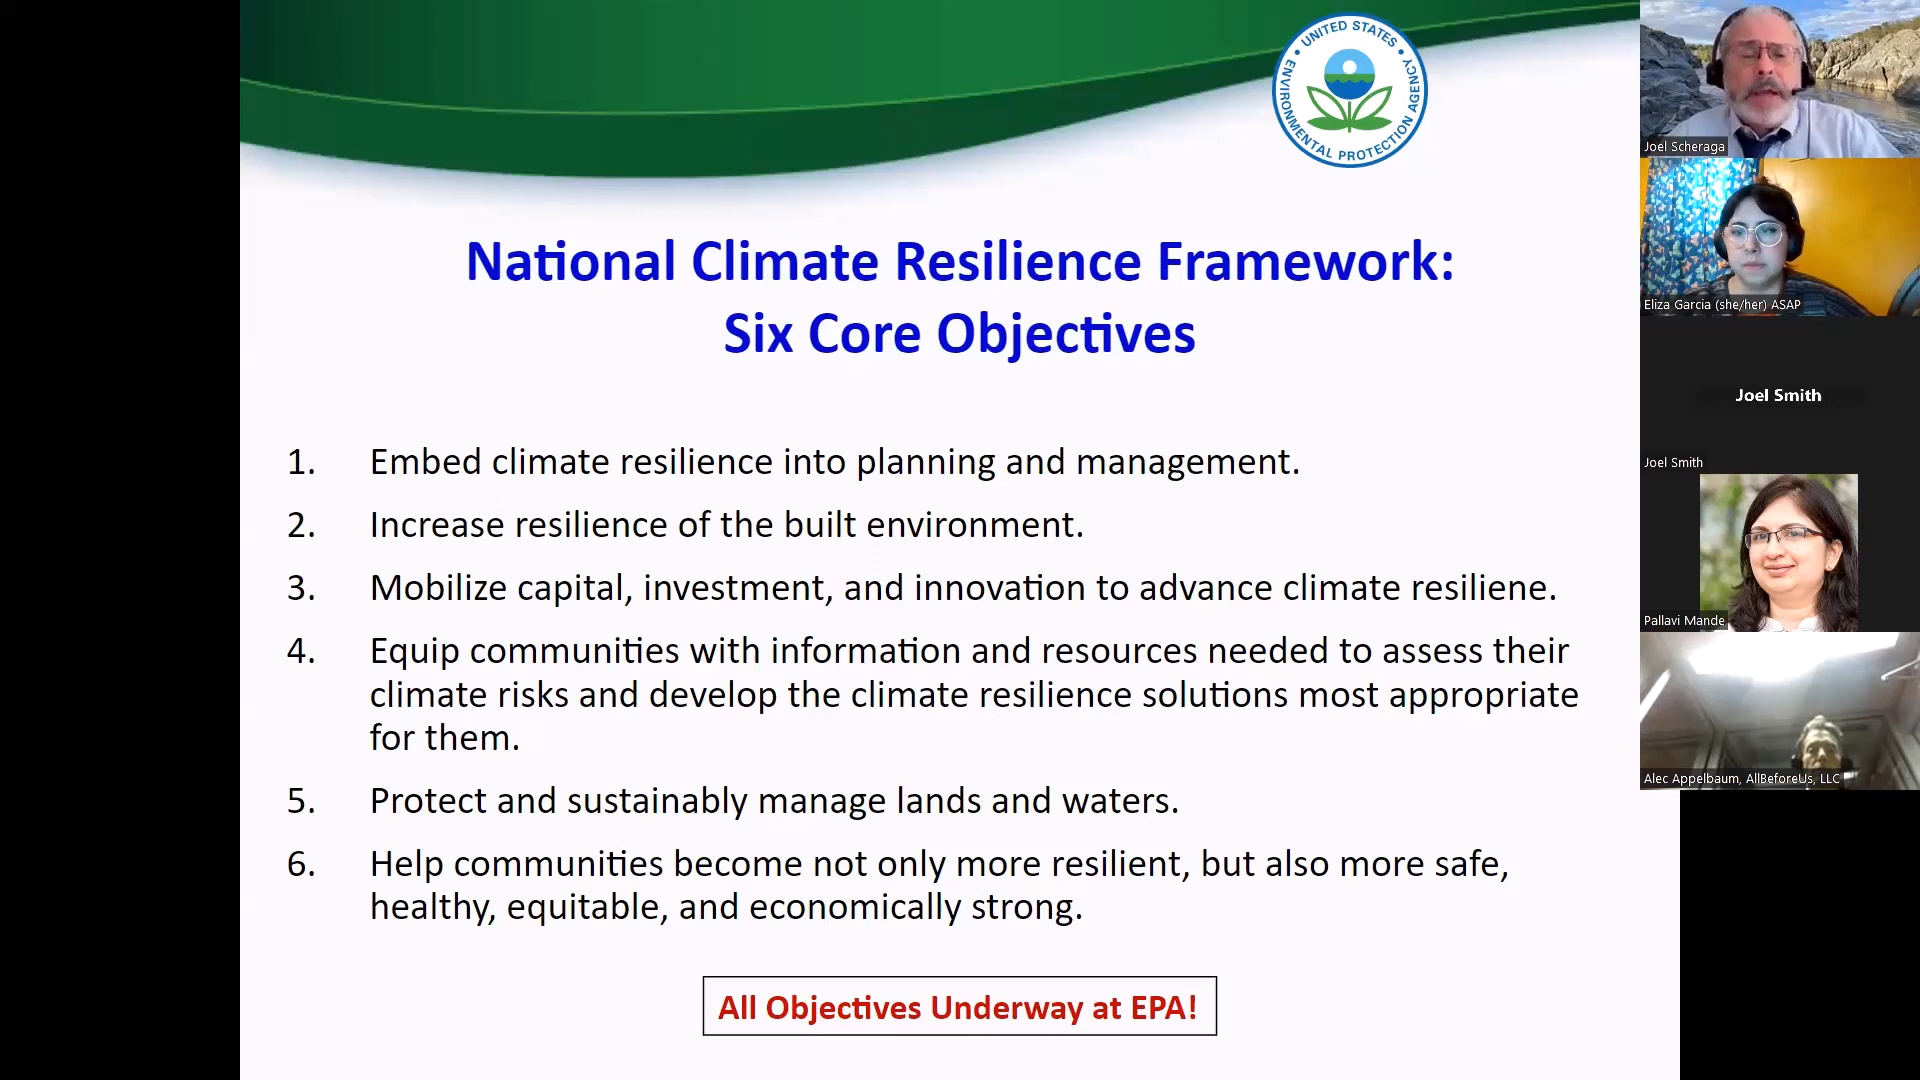 UNITED STATES
ENVIRONMENTAL PROTECTION AGENCY
National Climate Resilience Framework:
Six Core Objectives
1. Embed climate resilience into planning and management.
2. Increase resilience of the built environment.
3. Mobilize capital, investment, and innovation to advance climate resiliene.
4. Equip communities with information and resources needed to assess their
climate risks and develop the climate resilience solutions most appropriate
for them.
5. Protect and sustainably manage lands and waters.
6. Help communities become not only more resilient, but also more safe,
healthy, equitable, and economically strong.
All Objectives Underway at EPA!
Joel Scheraga
Eliza Garcia (she/her) ASAP
Joel Smith
Joel Smith
Pallavi Mande
Alec Appelbaum, AllBeforeUs, LLC